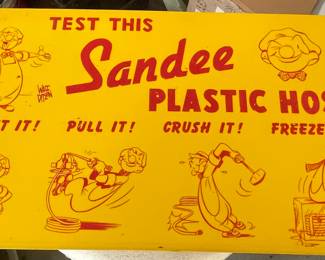 TEST THIS
Sandee
PLASTIC HOS
T IT! PULL IT! CRUSH IT! FREEZE